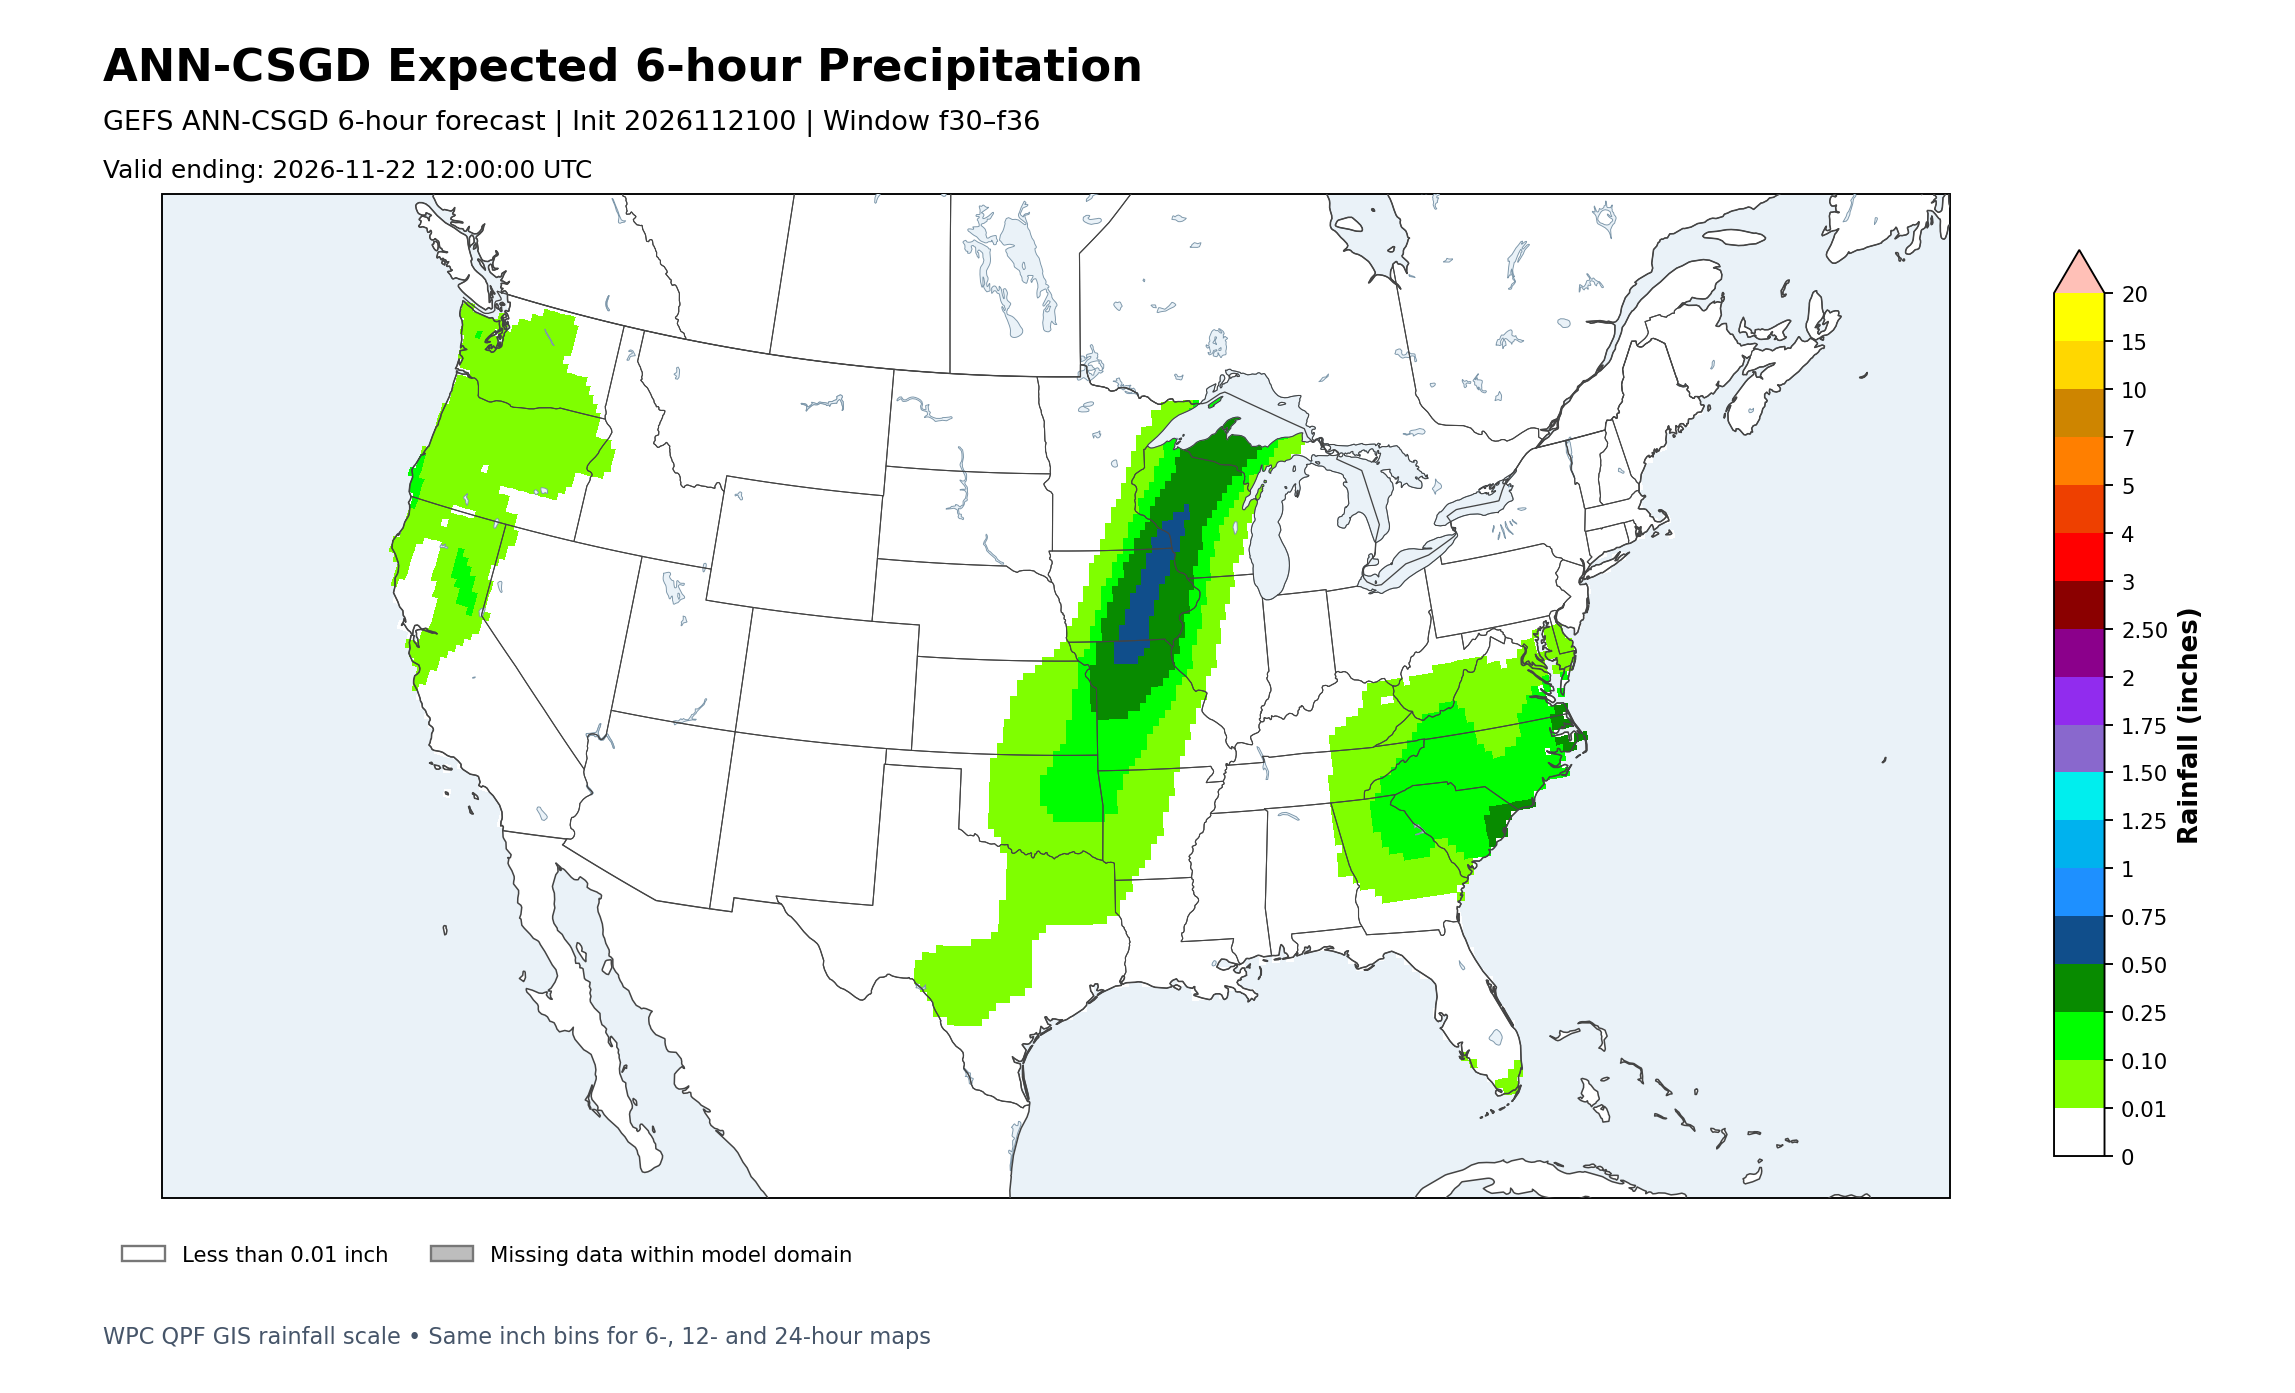 ANN-CSGD Expected 6-hour Precipitation
GEFS ANN-CSGD 6-hour forecast | Init 2026112100 | Window f30–f36
Valid ending: 2026-11-22 12:00:00 UTC
20
15
10
7
5
4
3
2.50
2
1.75
1.50
1.25
1
0.75
0.50
0.25
0.10
0.01
0
Rainfall (inches)
Less than 0.01 inch
Missing data within model domain
WPC QPF GIS rainfall scale • Same inch bins for 6-, 12- and 24-hour maps